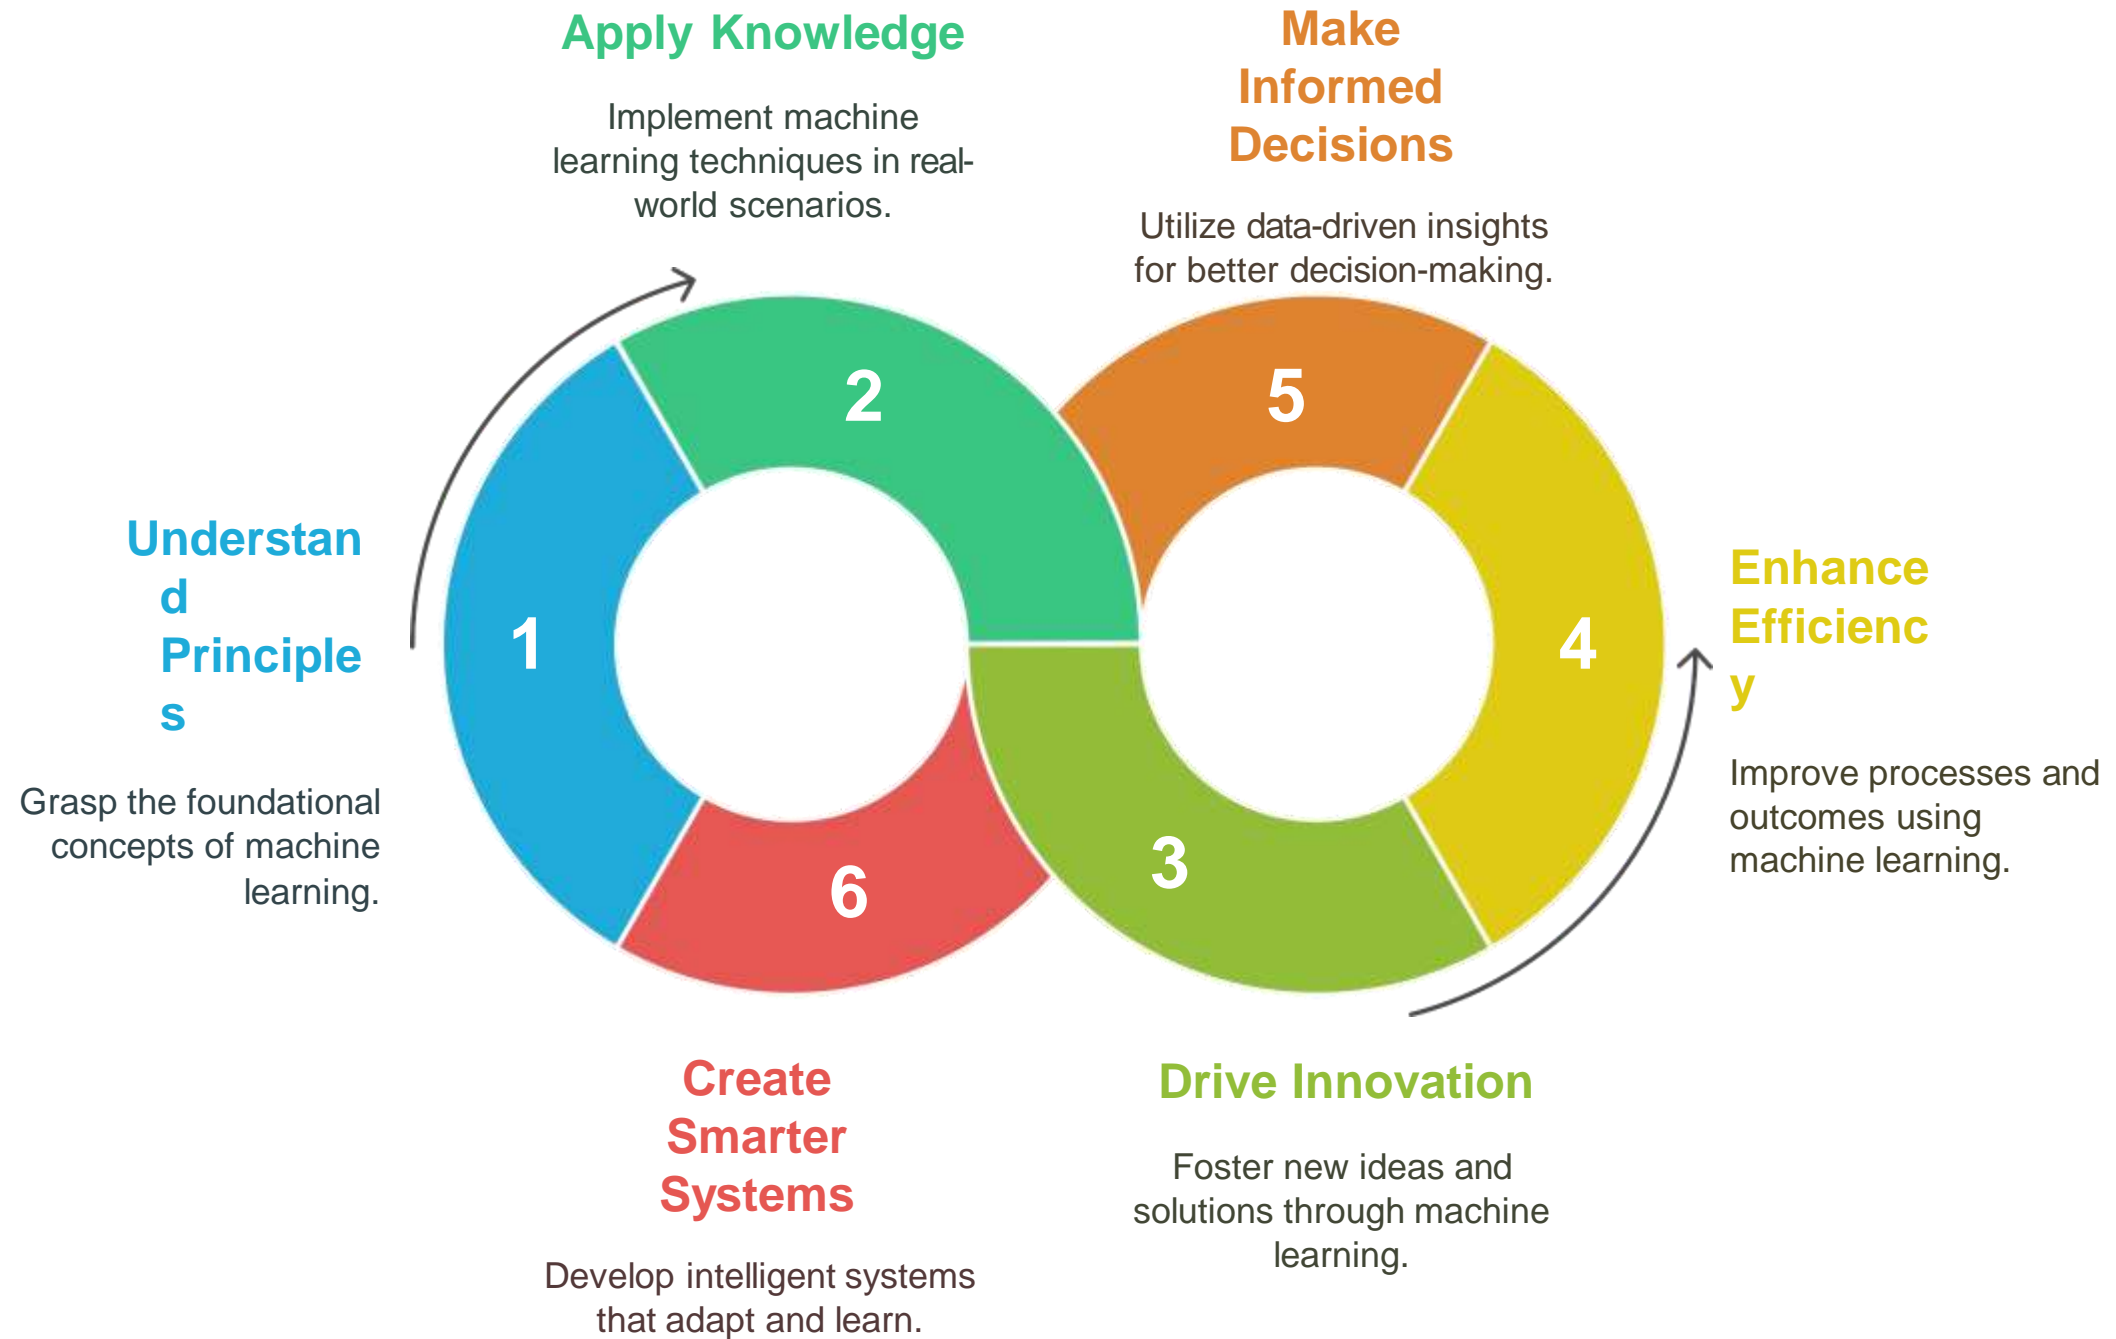 Apply Knowledge
Implement machine
learning techniques in real-
world scenarios.
Make
Informed
Decisions
Utilize data-driven insights
for better decision-making.
2
5
Understan
d
Principle
s
Grasp the foundational
concepts of machine
learning.
1
4
Enhance
Efficienc
y
Improve processes and
outcomes using
machine learning.
6
3
Create
Smarter
Systems
Develop intelligent systems
that adapt and learn.
Drive Innovation
Foster new ideas and
solutions through machine
learning.